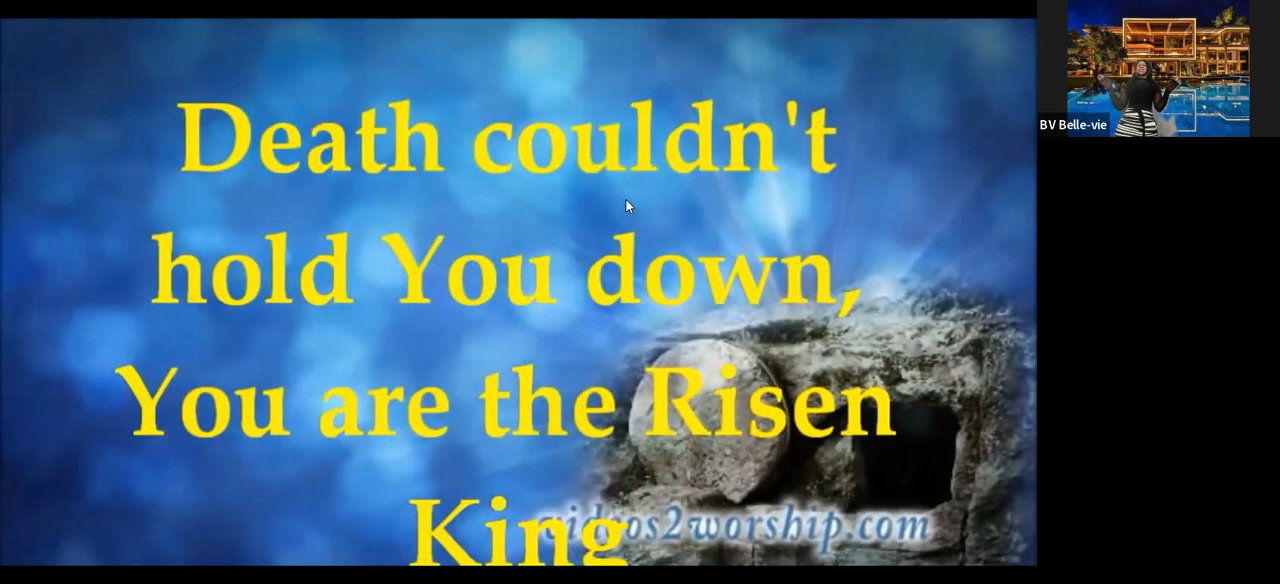 Death couldn't
hold You down,
You are the Risen
King
videos2worship.com
BV Belle-vie